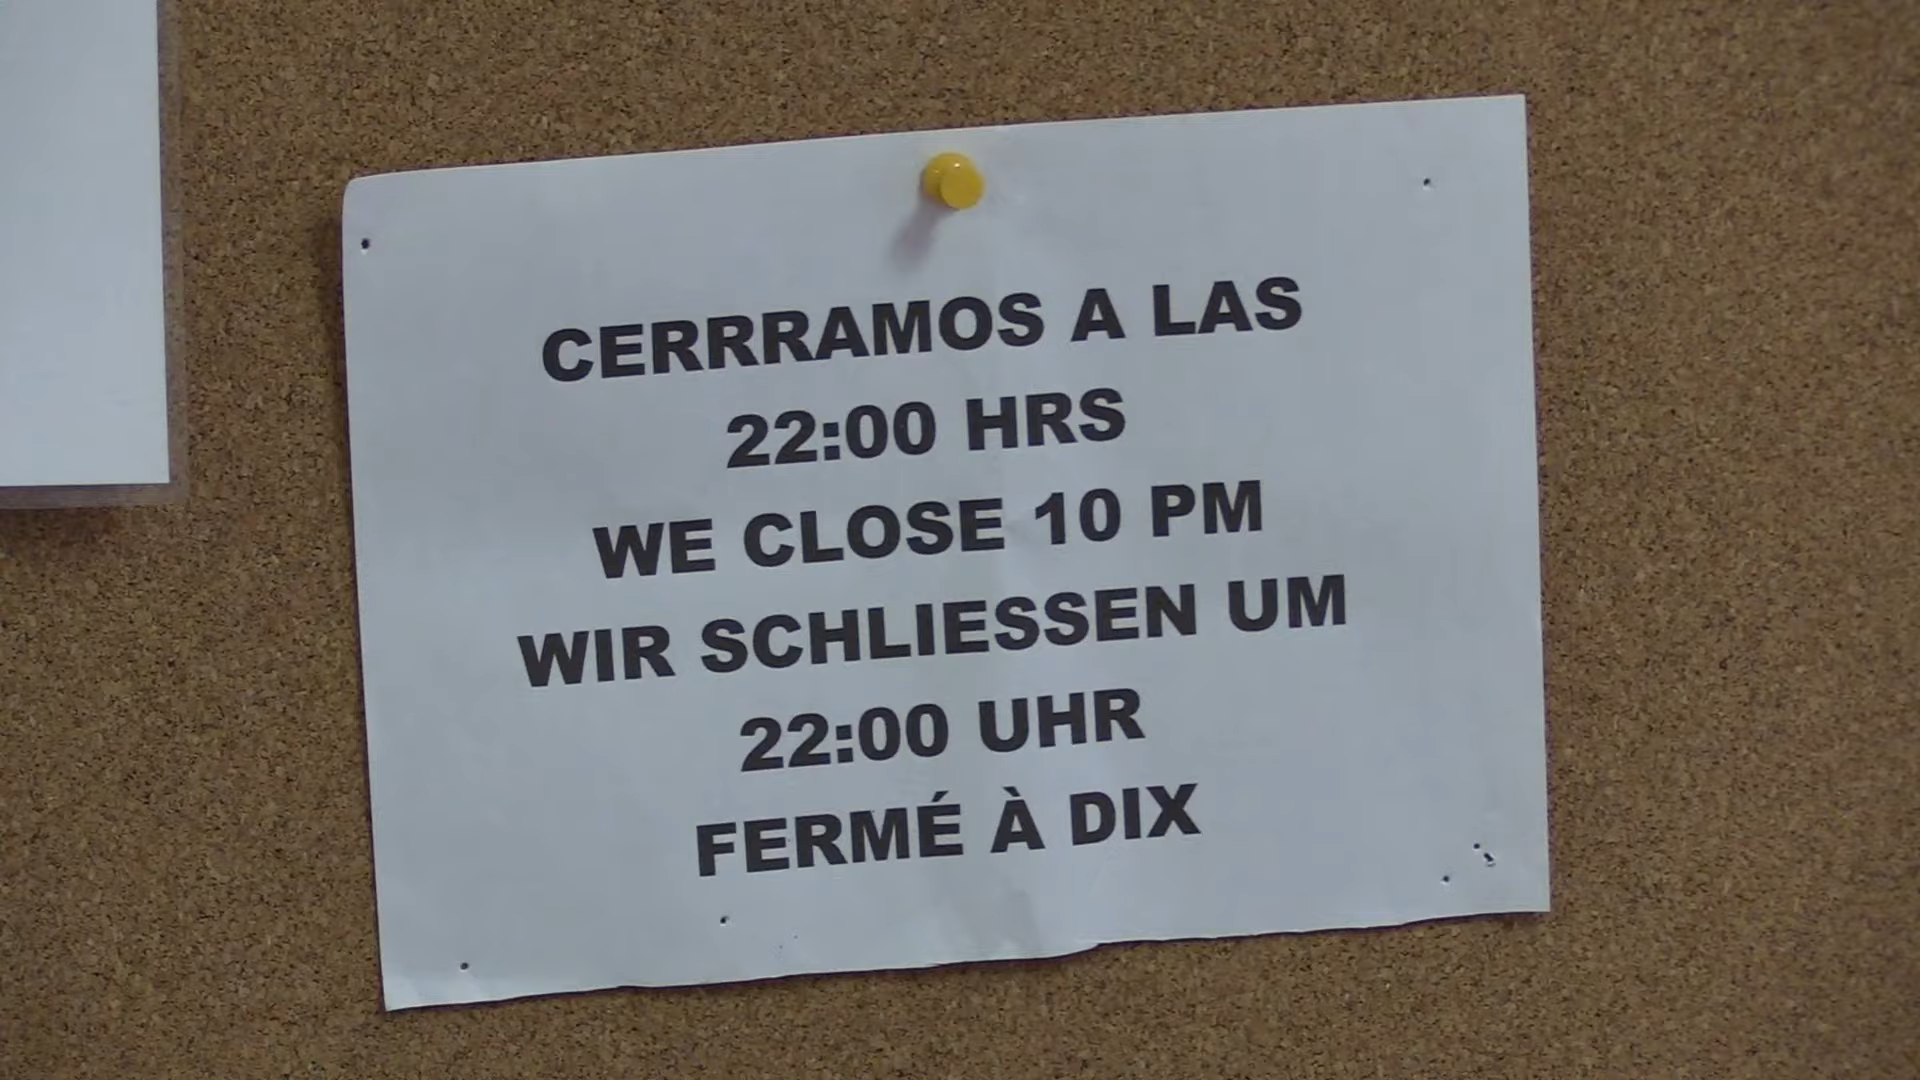 CERRRAMOS A LAS
22:00 HRS
WE CLOSE 10 PM
WIR SCHLIESSEN UM
22:00 UHR
FERMÉ À DIX